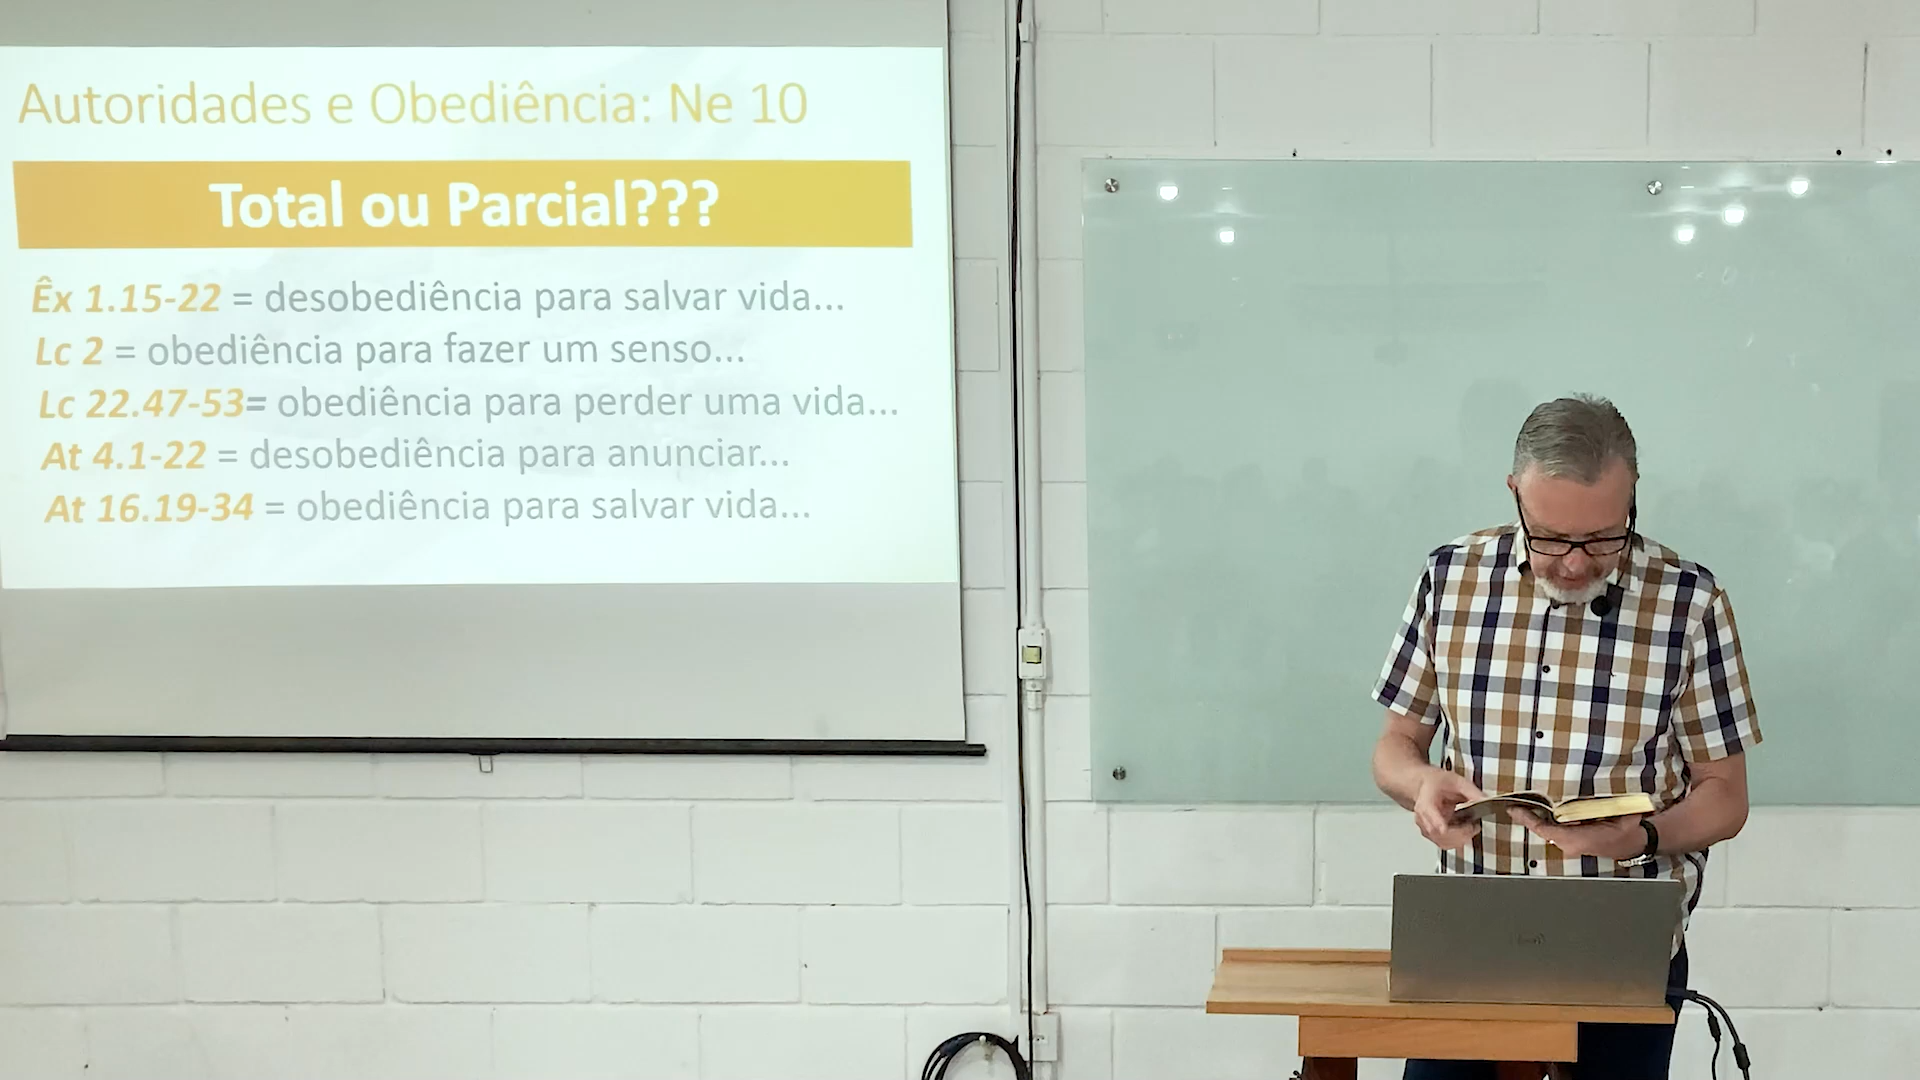 Autoridades e Obediência: Ne 10
Total ou Parcial???
Êx 1.15-22 = desobediência para salvar vida...
Lc 2 = obediência para fazer um senso...
Lc 22.47-53= obediência para perder uma vida...
At 4.1-22 = desobediência para anunciar...
At 16.19-34 = obediência para salvar vida...